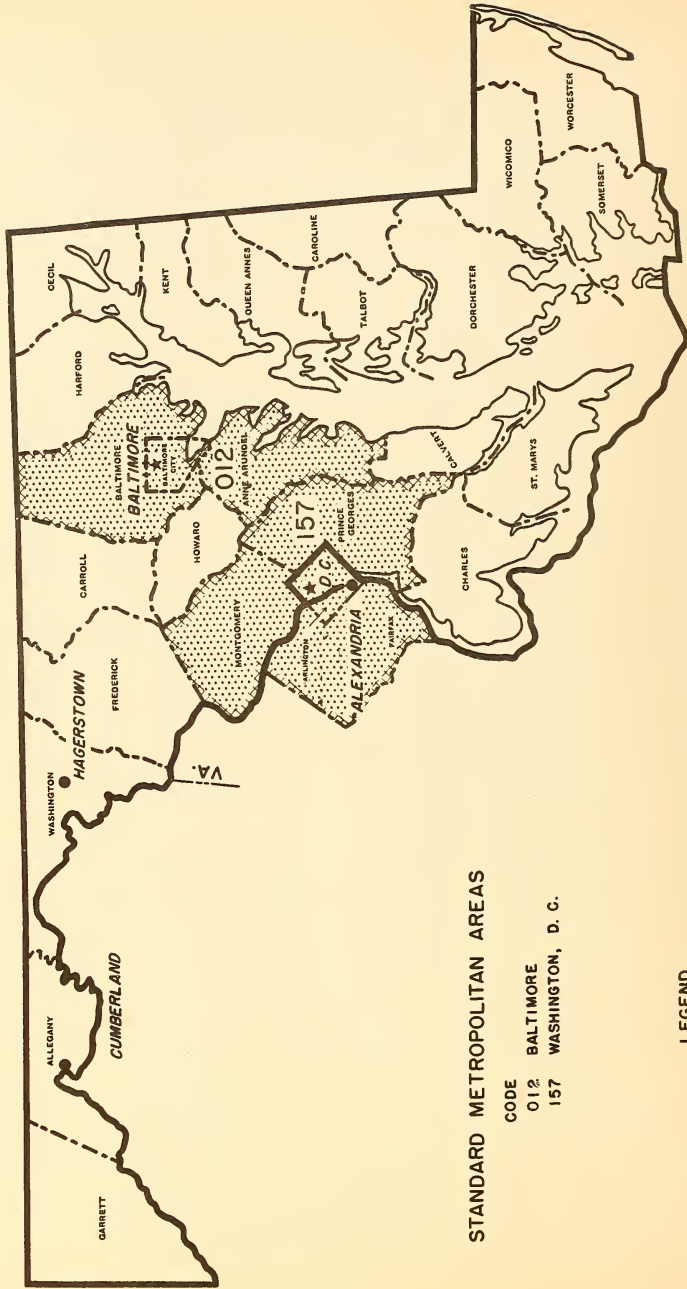 GARRETT
ALLEGANY
CUMBERLAND
WASHINGTON
HAGERSTOWN
FREDERICK
CARROLL
BALTIMORE
BALTIMORE
BALTIMORE
CITY
HARFORD
CECIL
KENT
QUEEN ANNES
CAROLINE
TALBOT
HOWARD
012
ANNE ARUNDEL
MONTGOMERY
157
PRINCE
GEORGES
D. C.
VA.
ARLINGTON
ALEXANDRIA
FAIRFAX
CALVERT
CHARLES
ST. MARYS
DORCHESTER
WICOMICO
WORCESTER
SOMERSET
STANDARD METROPOLITAN AREAS
CODE
012 BALTIMORE
157 WASHINGTON, D. C.
LEGEND